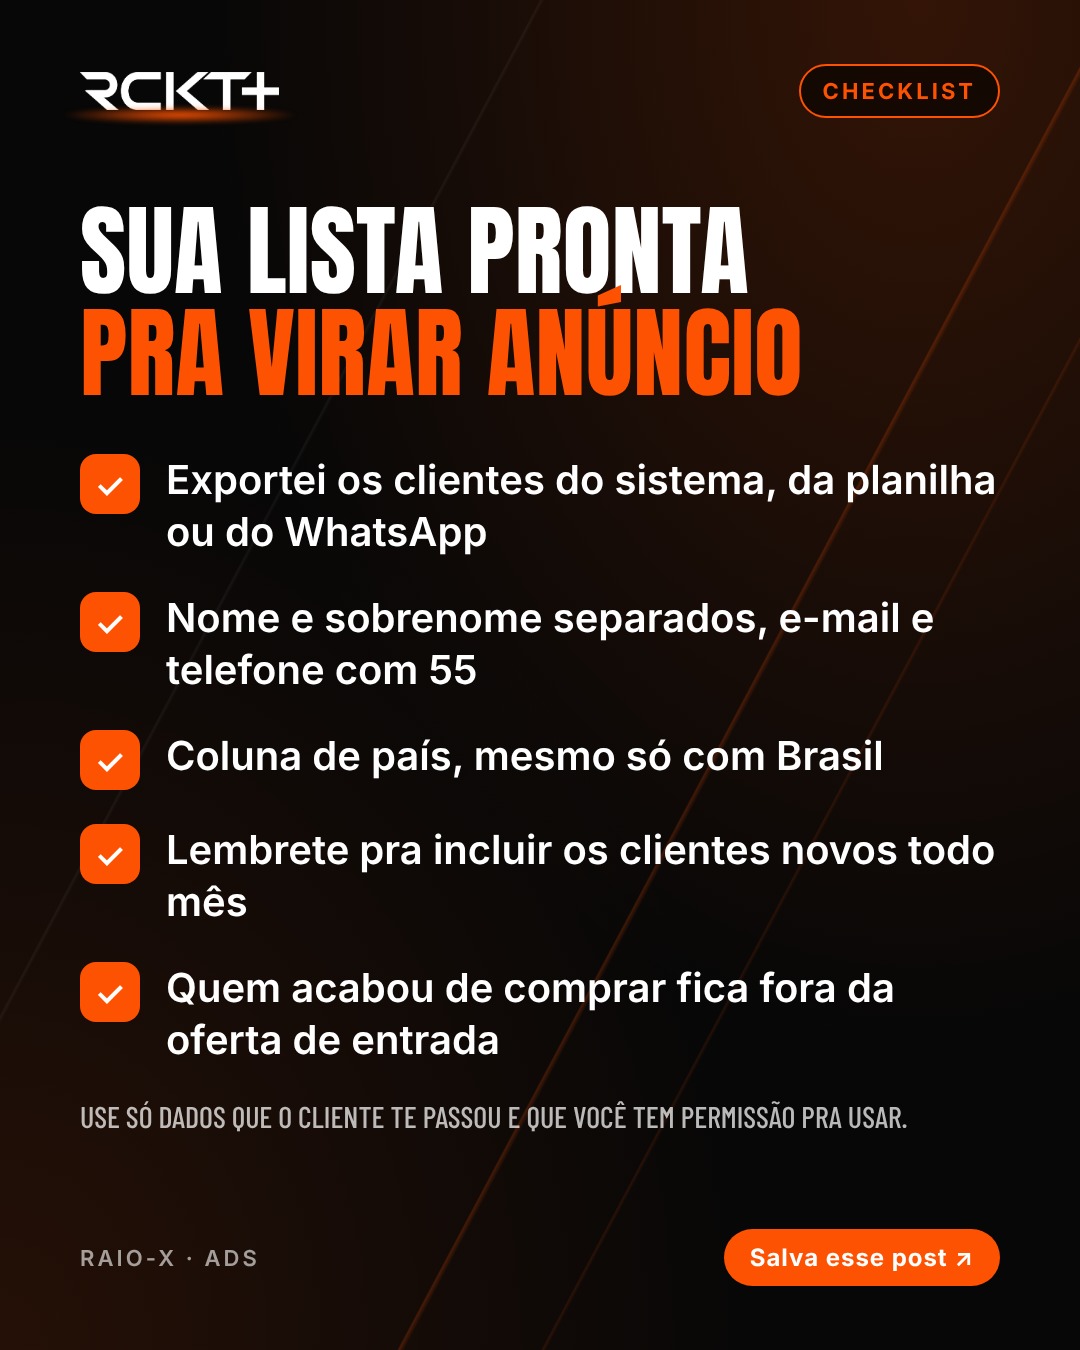 RCKT+
CHECKLIST
SUA LISTA PRONTA
PRA VIRAR ANÚNCIO
Exportei os clientes do sistema, da planilha
ou do WhatsApp
Nome e sobrenome separados, e-mail e
telefone com 55
Coluna de país, mesmo só com Brasil
Lembrete pra incluir os clientes novos todo
mês
Quem acabou de comprar fica fora da
oferta de entrada
USE SÓ DADOS QUE O CLIENTE TE PASSOU E QUE VOCÊ TEM PERMISSÃO PRA USAR.
RAIO-X · ADS
Salva esse post ↗